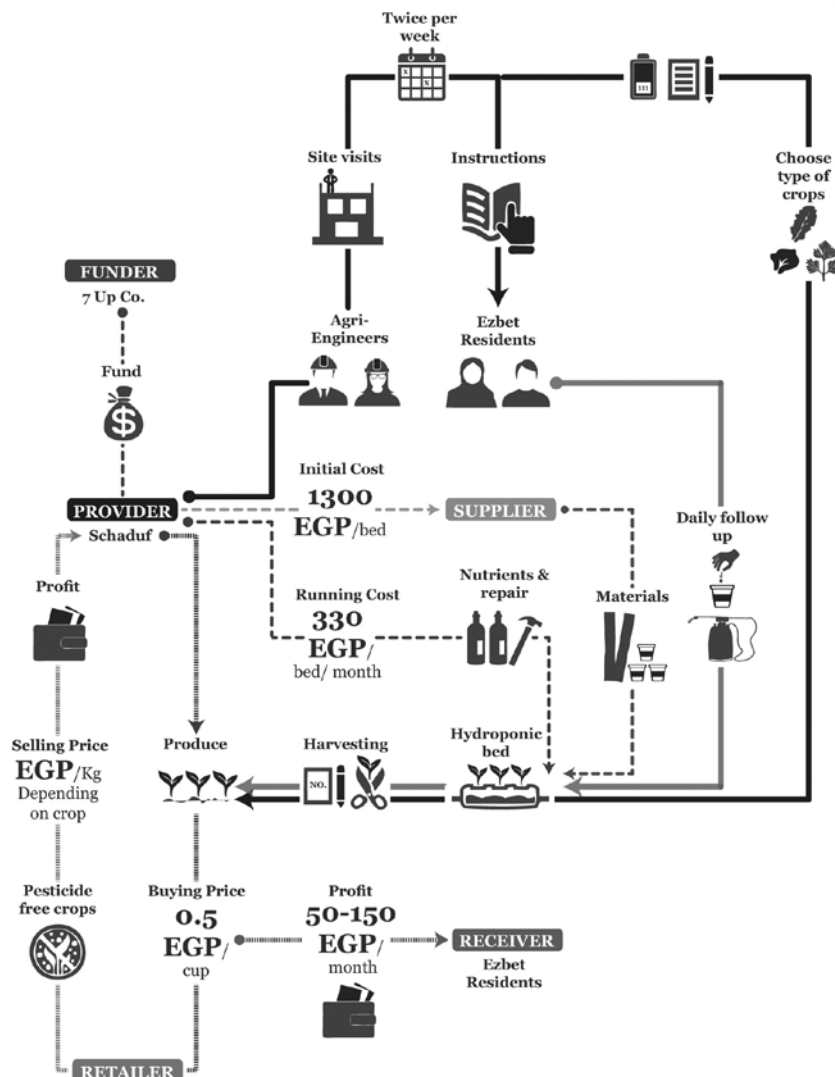 Twice per
week
Site visits
Instructions
Choose
type of
crops
FUNDER
7 Up Co.
Fund
Agri-
Engineers
Ezbet
Residents
PROVIDER
Schaduf
Initial Cost
1300
EGP/bed
SUPPLIER
Daily follow
up
Profit
Running Cost
330
EGP/
bed/ month
Nutrients &
repair
Materials
Selling Price
EGP/Kg
Depending
on crop
Produce
Harvesting
NO.
Hydroponic
bed
Pesticide
free crops
Buying Price
0.5
EGP/
cup
Profit
50-150
EGP/
month
RECEIVER
Ezbet
Residents
RETAILER